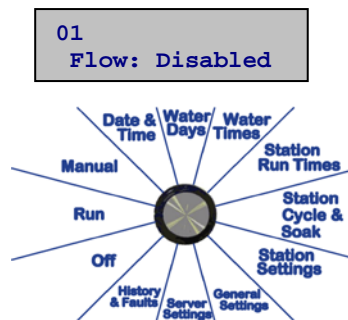 01
Flow: Disabled
Date &
Time
Water
Days
Water
Times
Station
Run Times
Station
Cycle &
Soak
Station
Settings
General
Settings
Server
Settings
History
& Faults
Off
Run
Manual